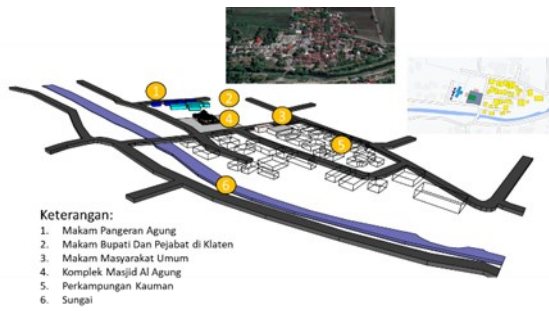 1
2
3
4
5
6
Keterangan:
1. Makam Pangeran Agung
2. Makam Bupati Dan Pejabat di Klaten
3. Makam Masyarakat Umum
4. Komplek Masjid Al Agung
5. Perkampungan Kauman
6. Sungai